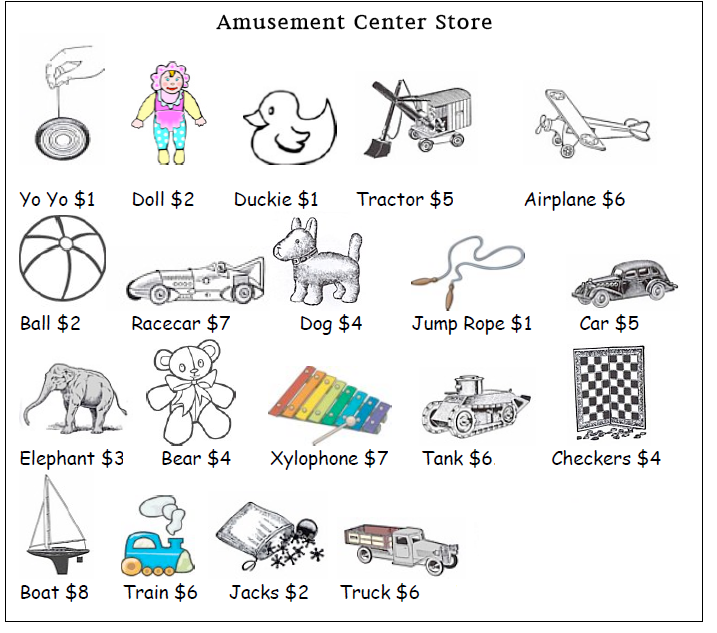 Amusement Center Store
Yo Yo $1 Doll $2 Duckie $1 Tractor $5 Airplane $6
Ball $2 Racecar $7 Dog $4 Jump Rope $1 Car $5
Elephant $3 Bear $4 Xylophone $7 Tank $6 Checkers $4
Boat $8 Train $6 Jacks $2 Truck $6